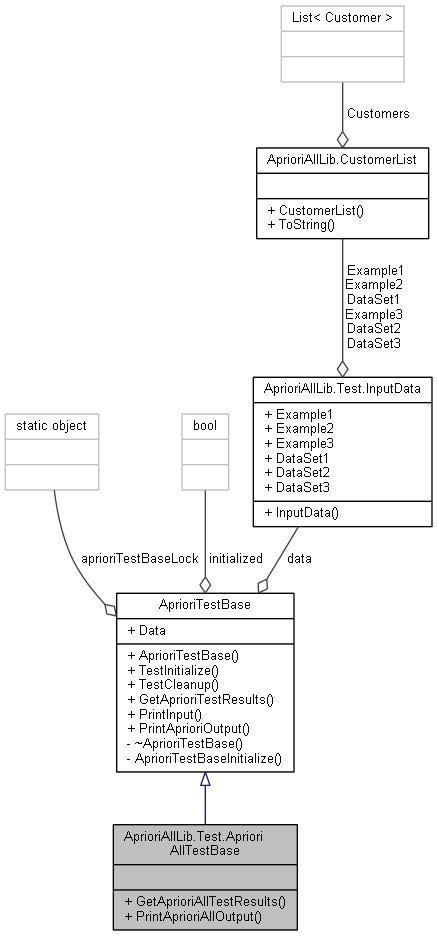 List< Customer >
Customers
AprioriAllLib.CustomerList
+ CustomerList()
+ ToString()
Example1
Example2
DataSet1
Example3
DataSet2
DataSet3
AprioriAllLib.Test.InputData
+ Example1
+ Example2
+ Example3
+ DataSet1
+ DataSet2
+ DataSet3
+ InputData()
static object
bool
aprioriTestBaseLock
initialized
data
AprioriTestBase
+ Data
+ AprioriTestBase()
+ TestInitialize()
+ TestCleanup()
+ GetAprioriTestResults()
+ PrintInput()
+ PrintAprioriOutput()
- ~AprioriTestBase()
- AprioriTestBaseInitialize()
AprioriAllLib.Test.Apriori
AllTestBase
+ GetAprioriAllTestResults()
+ PrintAprioriAllOutput()